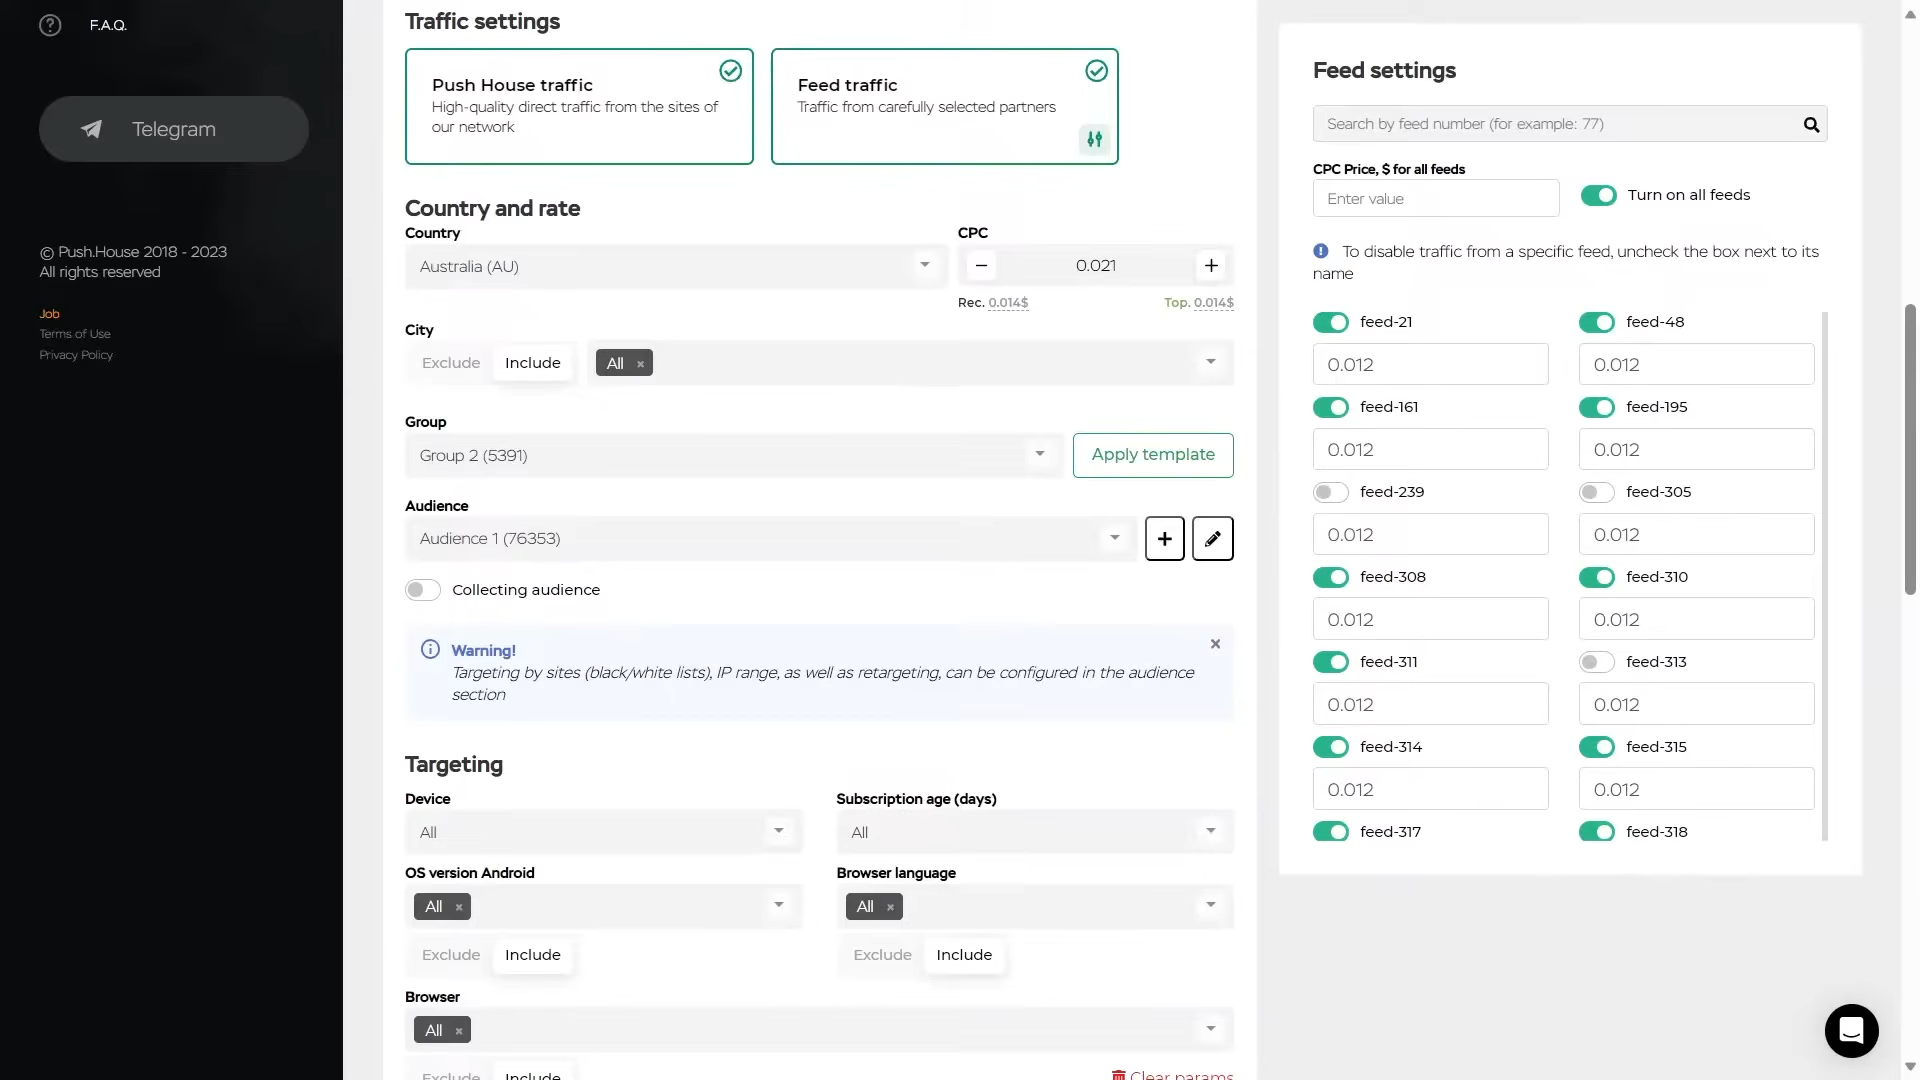 F.A.Q.
Telegram
© Push.House 2018 - 2023
All rights reserved
Job
Terms of Use
Privacy Policy
Traffic settings
Push House traffic
High-quality direct traffic from the sites of
our network
Feed traffic
Traffic from carefully selected partners
Country and rate
Country
Australia (AU)
CPC
− 0.021 +
Rec. 0.014$ Top. 0.014$
City
Exclude Include All ×
Group
Group 2 (5391) Apply template
Audience
Audience 1 (76353)
Collecting audience
Warning!
Targeting by sites (black/white lists), IP range, as well as retargeting, can be configured in the audience
section
Targeting
Device
All
Subscription age (days)
All
OS version Android
All ×
Exclude Include
Browser language
All ×
Exclude Include
Browser
All ×
Exclude Include
Clear params
Feed settings
Search by feed number (for example: 77)
CPC Price, $ for all feeds
Enter value
Turn on all feeds
To disable traffic from a specific feed, uncheck the box next to its
name
feed-21 feed-48
0.012 0.012
feed-161 feed-195
0.012 0.012
feed-239 feed-305
0.012 0.012
feed-308 feed-310
0.012 0.012
feed-311 feed-313
0.012 0.012
feed-314 feed-315
0.012 0.012
feed-317 feed-318